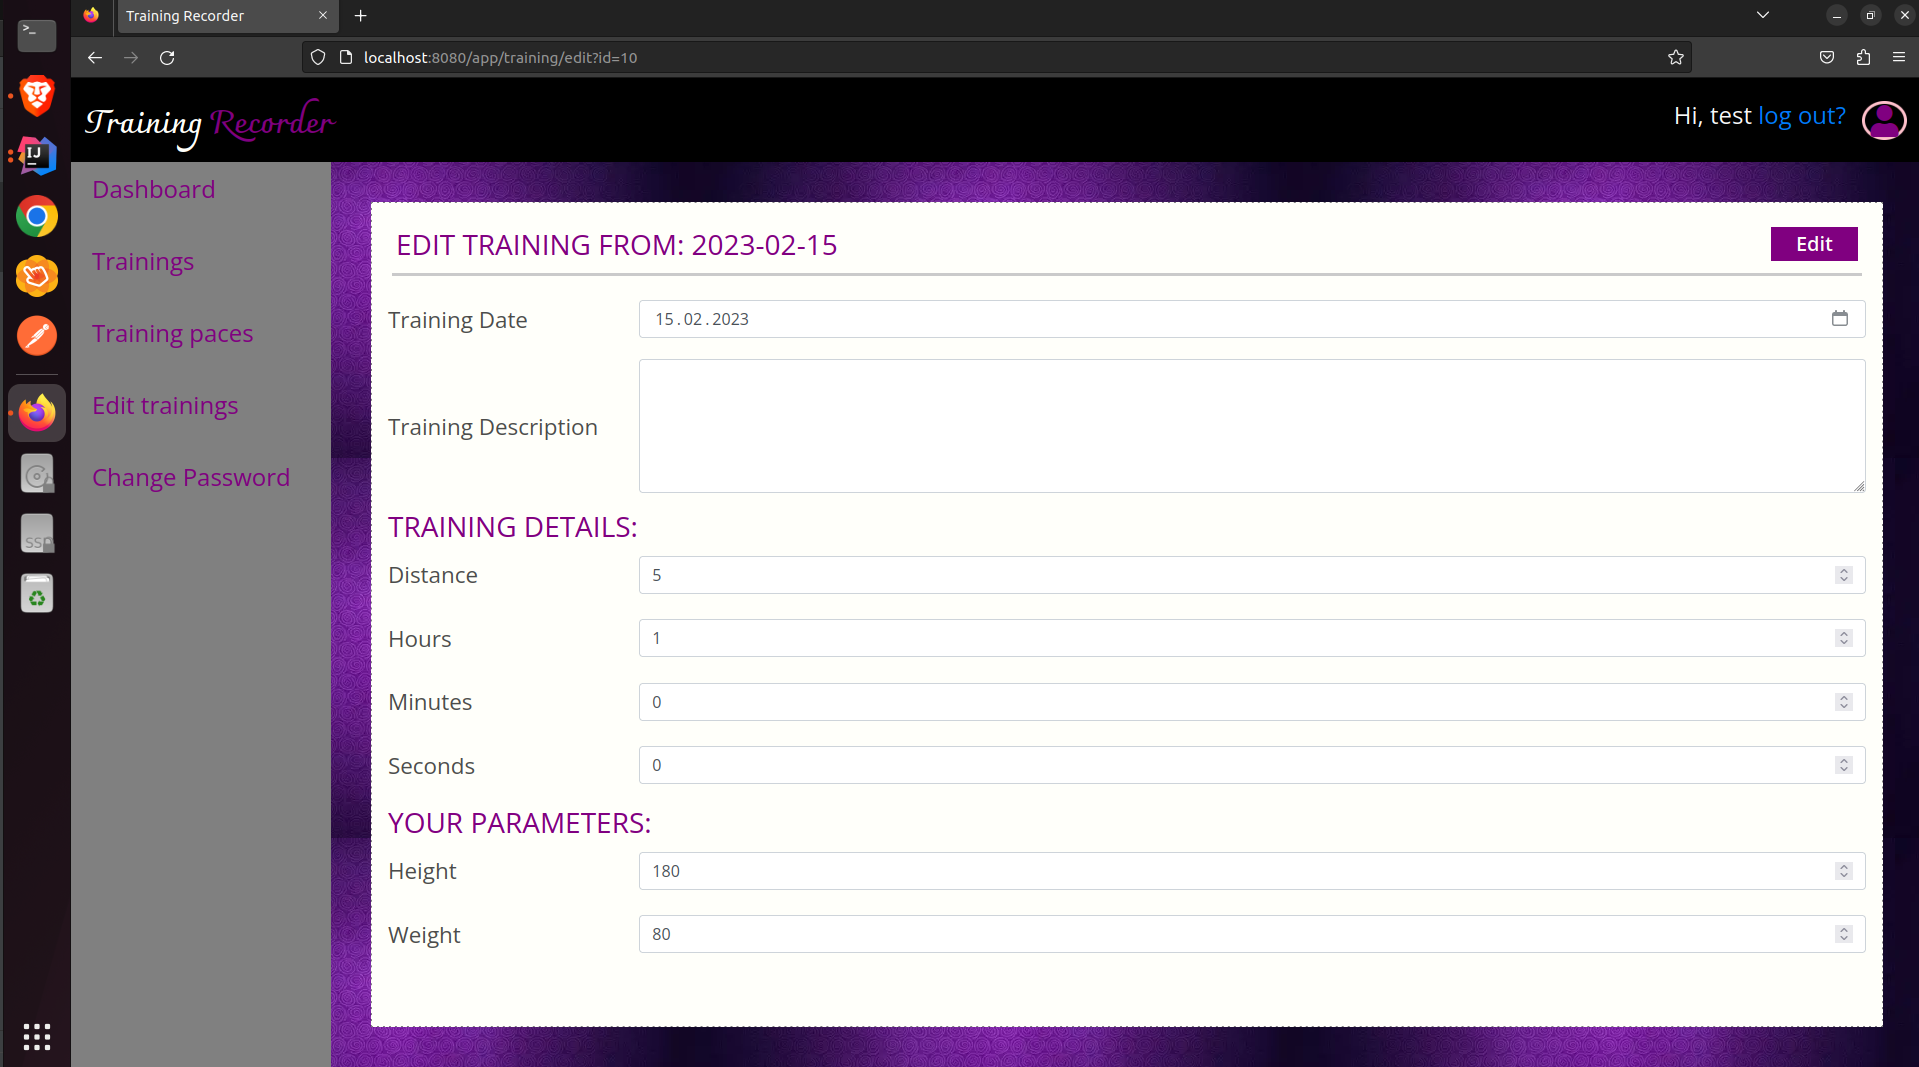 Training Recorder
localhost:8080/app/training/edit?id=10
Training Recorder
Hi, test log out?
Dashboard
Trainings
Training paces
Edit trainings
Change Password
EDIT TRAINING FROM: 2023-02-15
Edit
Training Date
15.02.2023
Training Description
TRAINING DETAILS:
Distance
5
Hours
1
Minutes
0
Seconds
0
YOUR PARAMETERS:
Height
180
Weight
80
>_
IJ
SSD